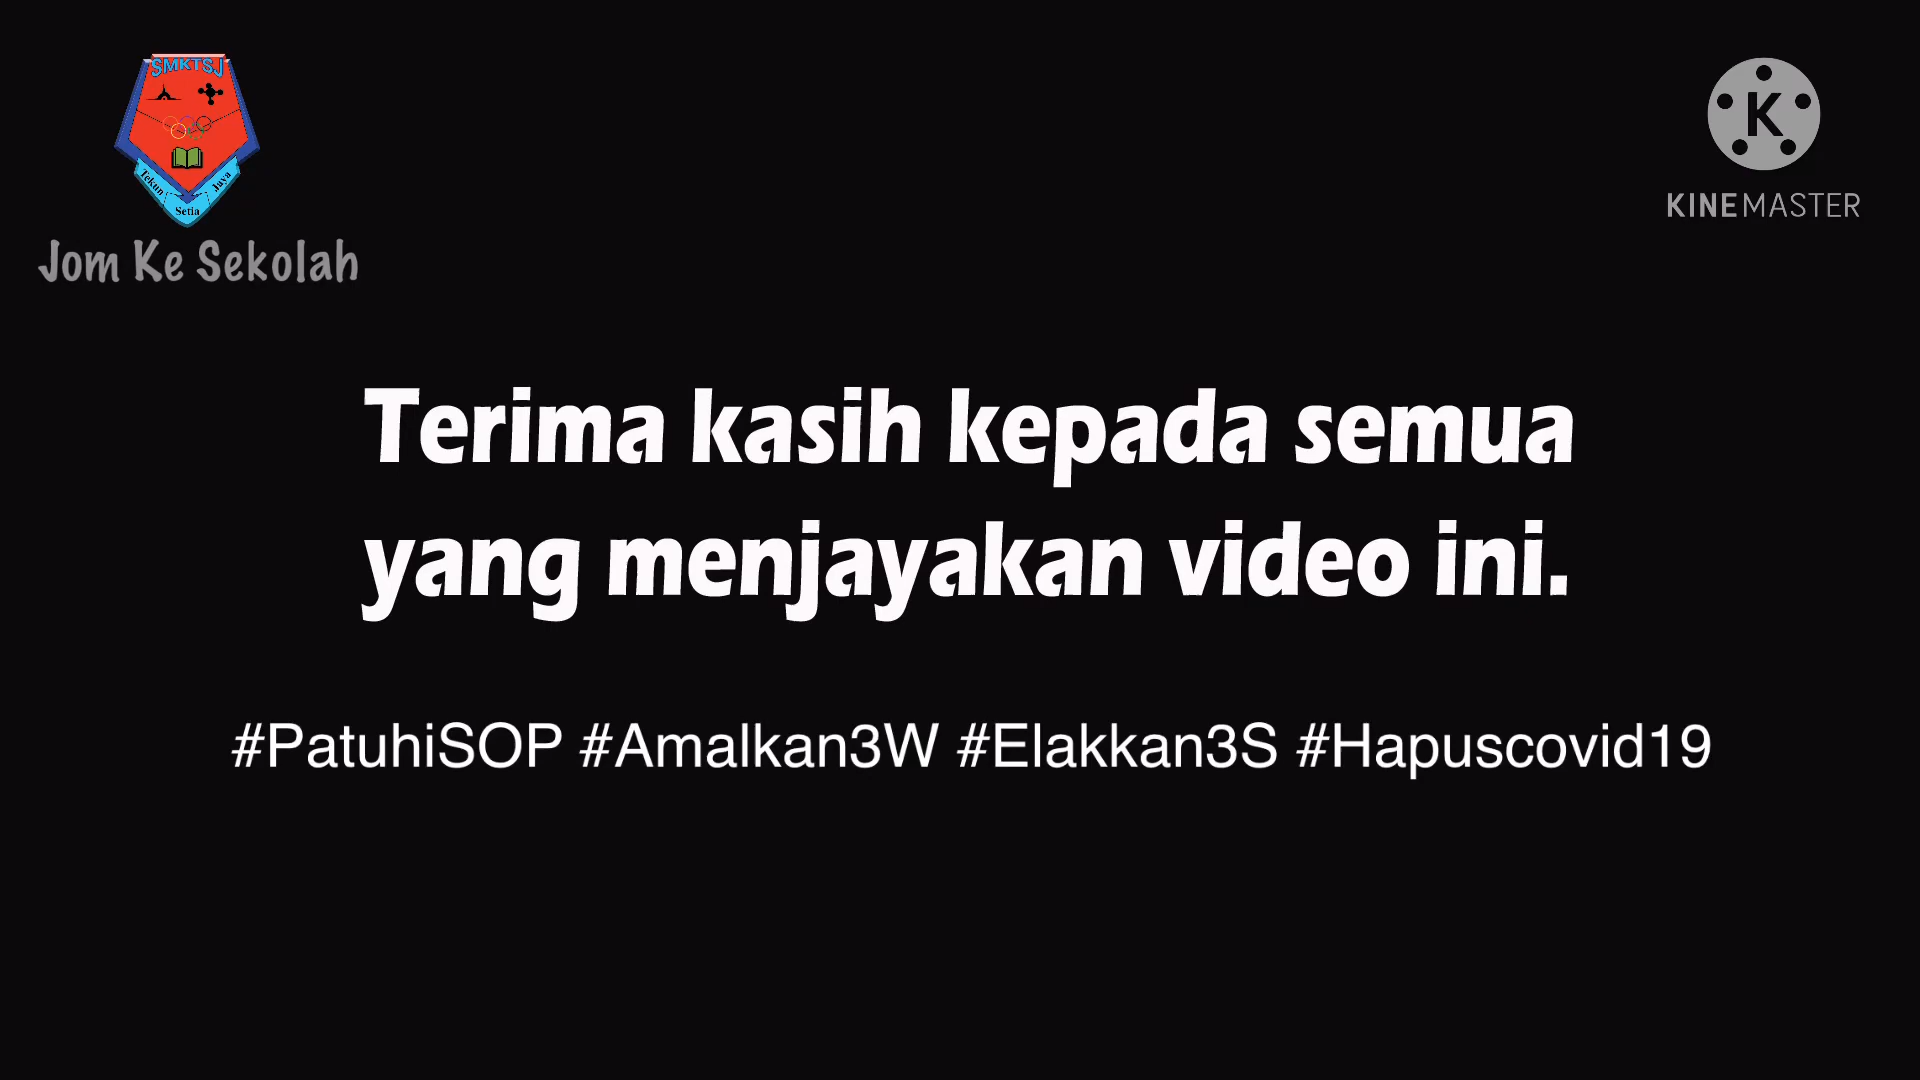 SMKTSJ
Tekun Setia Jaya
Jom Ke Sekolah
K
KINEMASTER
Terima kasih kepada semua
yang menjayakan video ini.
#PatuhiSOP #Amalkan3W #Elakkan3S #Hapuscovid19